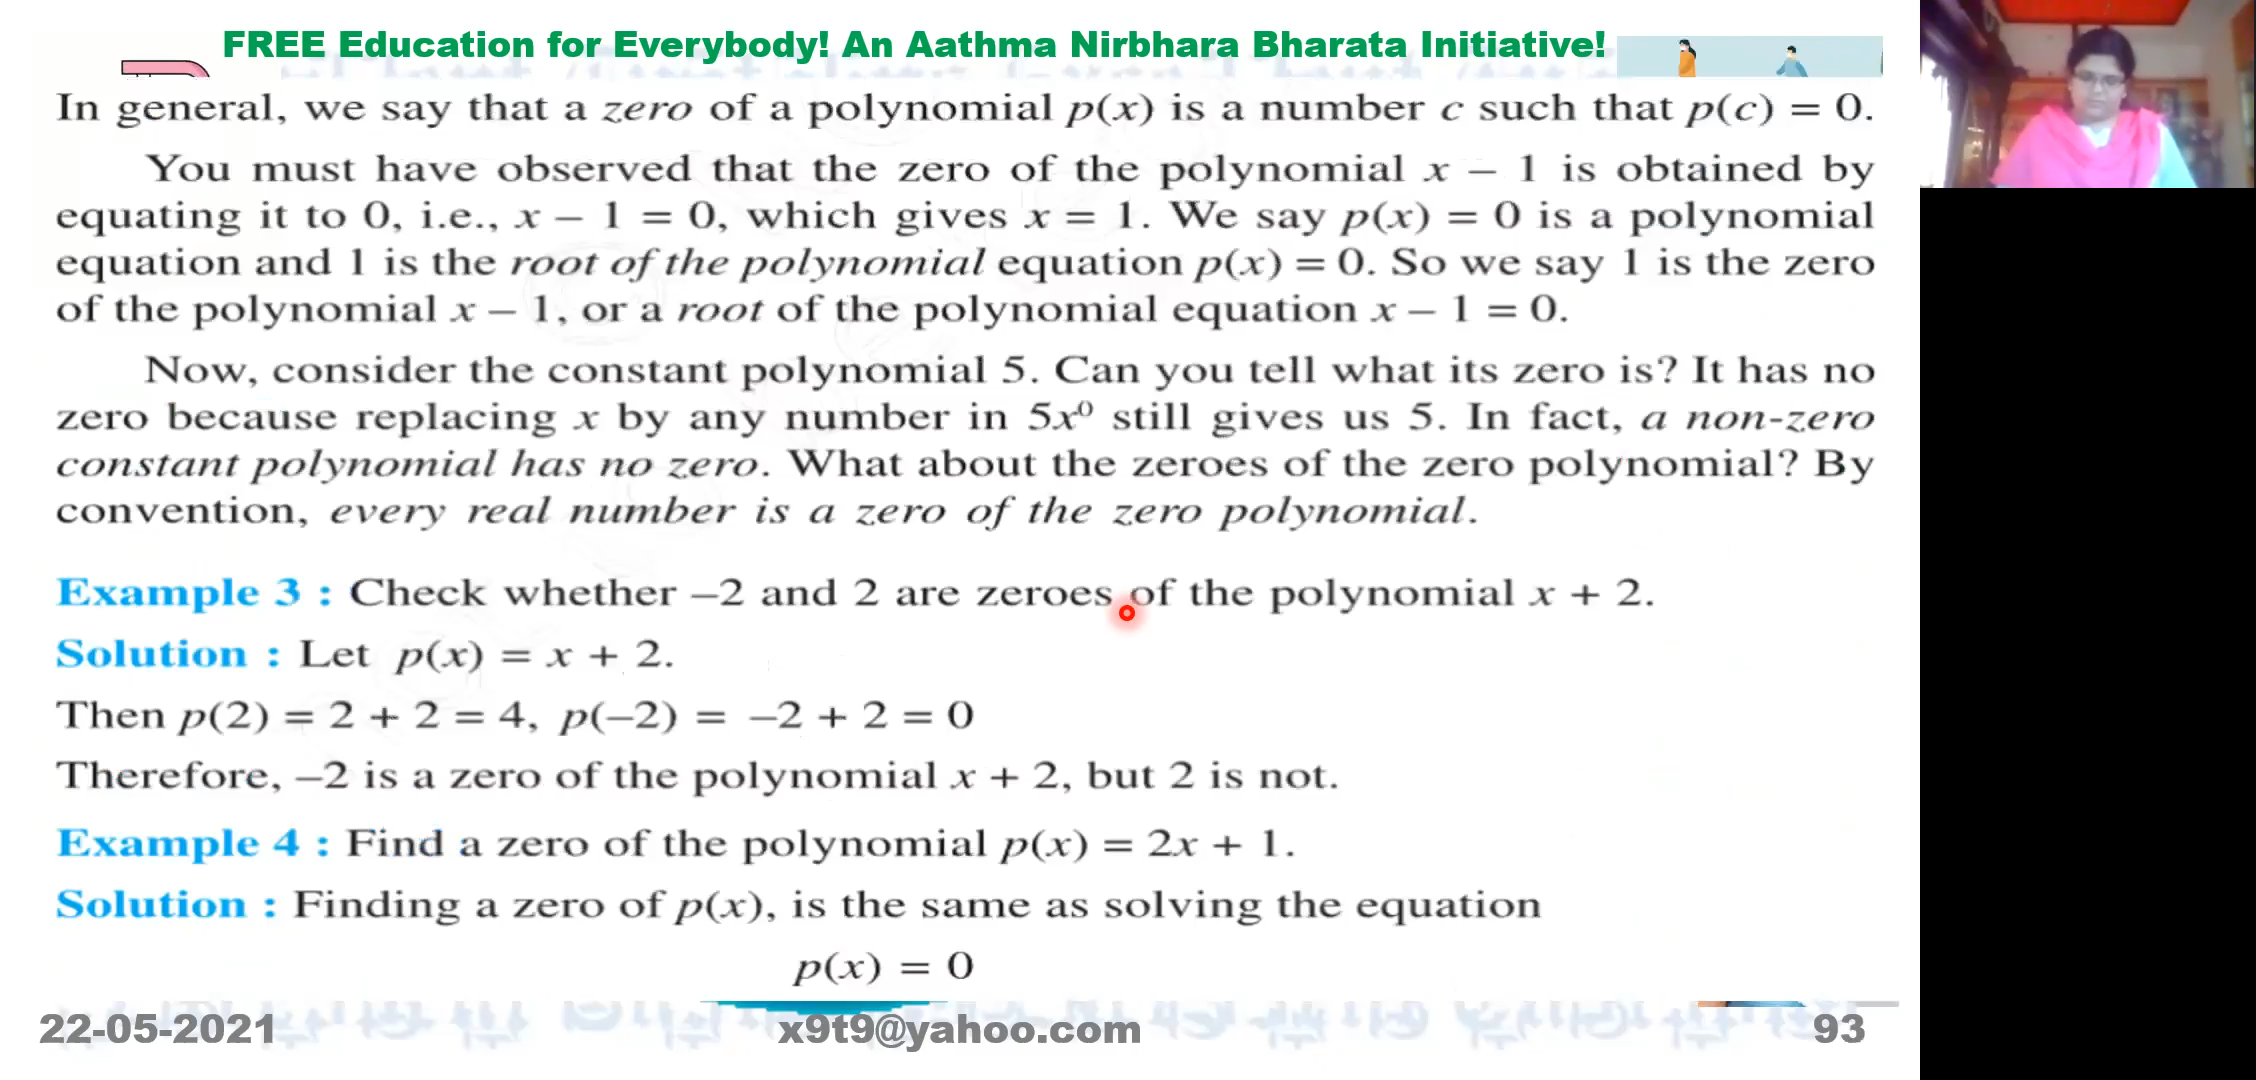 FREE Education for Everybody! An Aathma Nirbhara Bharata Initiative!
In general, we say that a zero of a polynomial p(x) is a number c such that p(c) = 0.
You must have observed that the zero of the polynomial x – 1 is obtained by
equating it to 0, i.e., x – 1 = 0, which gives x = 1. We say p(x) = 0 is a polynomial
equation and 1 is the root of the polynomial equation p(x) = 0. So we say 1 is the zero
of the polynomial x – 1, or a root of the polynomial equation x – 1 = 0.
Now, consider the constant polynomial 5. Can you tell what its zero is? It has no
zero because replacing x by any number in 5x⁰ still gives us 5. In fact, a non-zero
constant polynomial has no zero. What about the zeroes of the zero polynomial? By
convention, every real number is a zero of the zero polynomial.
Example 3 : Check whether –2 and 2 are zeroes of the polynomial x + 2.
Solution : Let p(x) = x + 2.
Then p(2) = 2 + 2 = 4, p(–2) = –2 + 2 = 0
Therefore, –2 is a zero of the polynomial x + 2, but 2 is not.
Example 4 : Find a zero of the polynomial p(x) = 2x + 1.
Solution : Finding a zero of p(x), is the same as solving the equation
p(x) = 0
22-05-2021 x9t9@yahoo.com 93